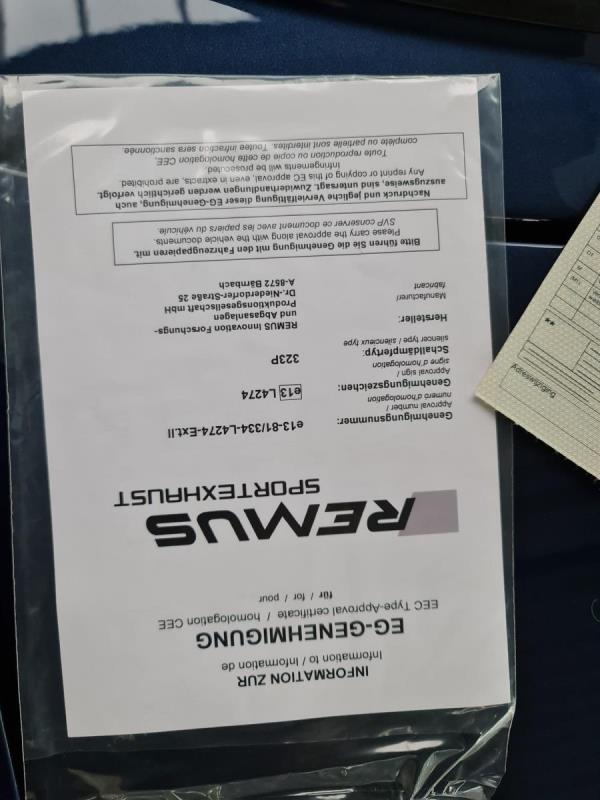 INFORMATION ZUR
Information to / Information de
EG-GENEHMIGUNG
EEC Type-Approval certificate / homologation CEE
für / for / pour
REMUS
SPORTEXHAUST
Genehmigungsnummer: e13-81/334-L4274-Ext.II
Approval number /
numero d'homologation
Genehmigungszeichen: e13 L4274
Approval sign /
signe d'homologation
Schalldämpfertyp: 323P
silencer type / silencieux type
Hersteller: REMUS Innovation Forschungs-
Manufacturer und Abgasanlagen
fabricant Produktionsgesellschaft mbH
Dr.-Niederdorfer-Straße 25
A-8572 Bärnbach
Bitte führen Sie die Genehmigung mit den Fahrzeugpapieren mit.
Please carry the approval along with the vehicle documents.
SVP conserver ce document avec les papiers du véhicule.
Nachdruck und jegliche Vervielfältigung dieser EG-Genehmigung, auch
auszugsweise, sind untersagt. Zuwiderhandlungen werden gerichtlich verfolgt.
Any reprint or copying of this EC approval, even in extracts, are prohibited.
Infringements will be prosecuted.
Toute reproduction ou copie de cette homologation CEE,
complète ou partielle sont interdites. Toutee infraction sera sanctionnée.
Adreswijziging
**